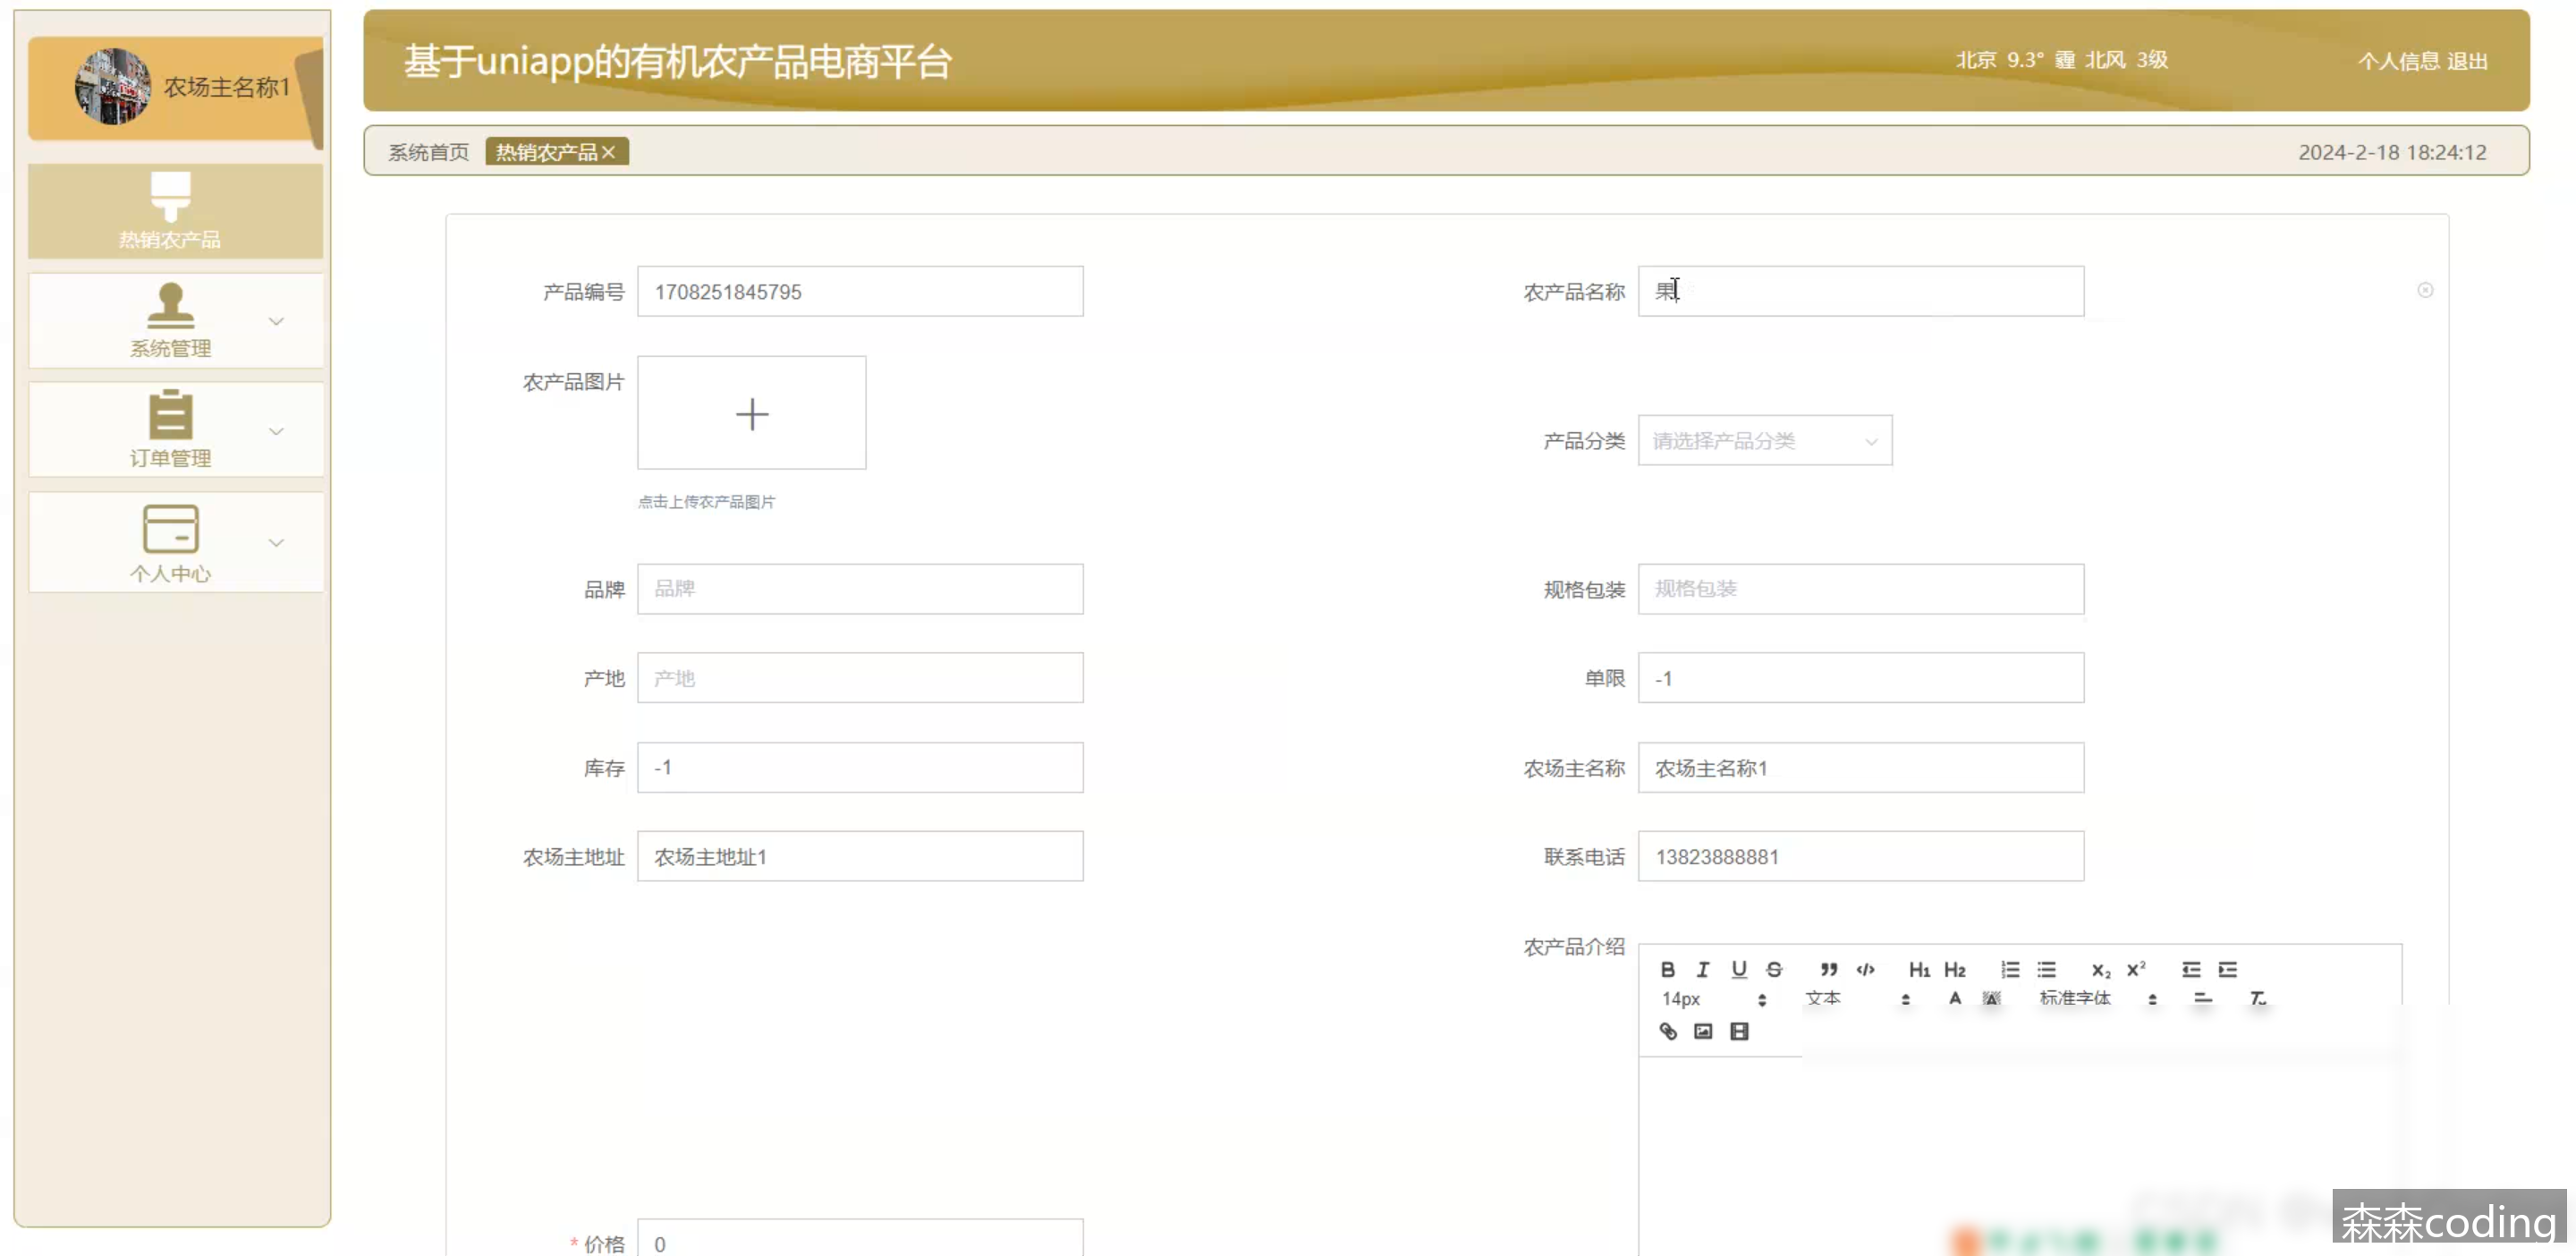 农场主名称1
基于uniapp的有机农产品电商平台
北京 9.3° 霾 北风 3级
个人信息 退出
系统首页 热销农产品
2024-2-18 18:24:12
热销农产品
系统管理
订单管理
个人中心
产品编号 1708251845795
农产品名称 果
农产品图片
点击上传农产品图片
产品分类 请选择产品分类
品牌 品牌
规格包装 规格包装
产地 产地
单限 -1
库存 -1
农场主名称 农场主名称1
农场主地址 农场主地址1
联系电话 13823888881
农产品介绍
B I U S H1 H2 X2 X2
14px 文本 A A 标准字体
* 价格 0
森森coding